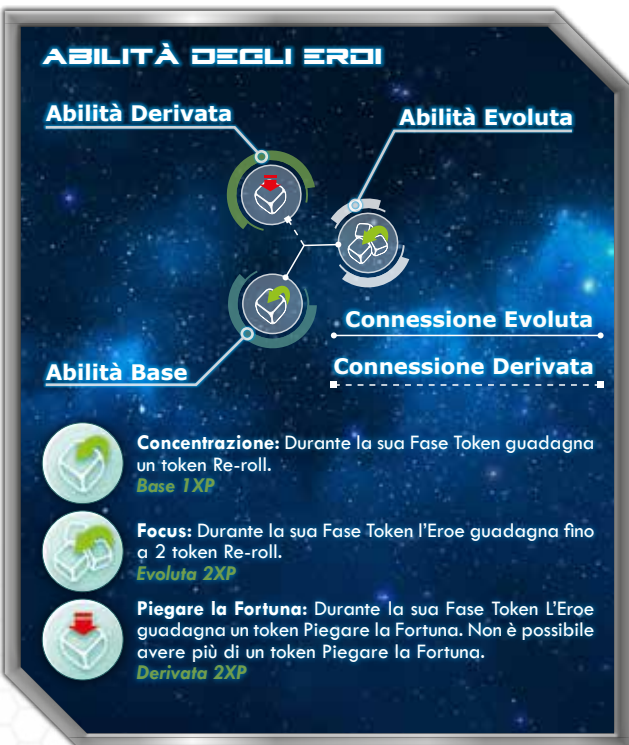 ABILITÀ DEGLI EROI
Abilità Derivata
Abilità Evoluta
Connessione Evoluta
Connessione Derivata
Abilità Base
Concentrazione: Durante la sua Fase Token guadagna
un token Re-roll.
Base 1XP
Focus: Durante la sua Fase Token l'Eroe guadagna fino
a 2 token Re-roll.
Evoluta 2XP
Piegare la Fortuna: Durante la sua Fase Token L'Eroe
guadagna un token Piegare la Fortuna. Non è possibile
avere più di un token Piegare la Fortuna.
Derivata 2XP